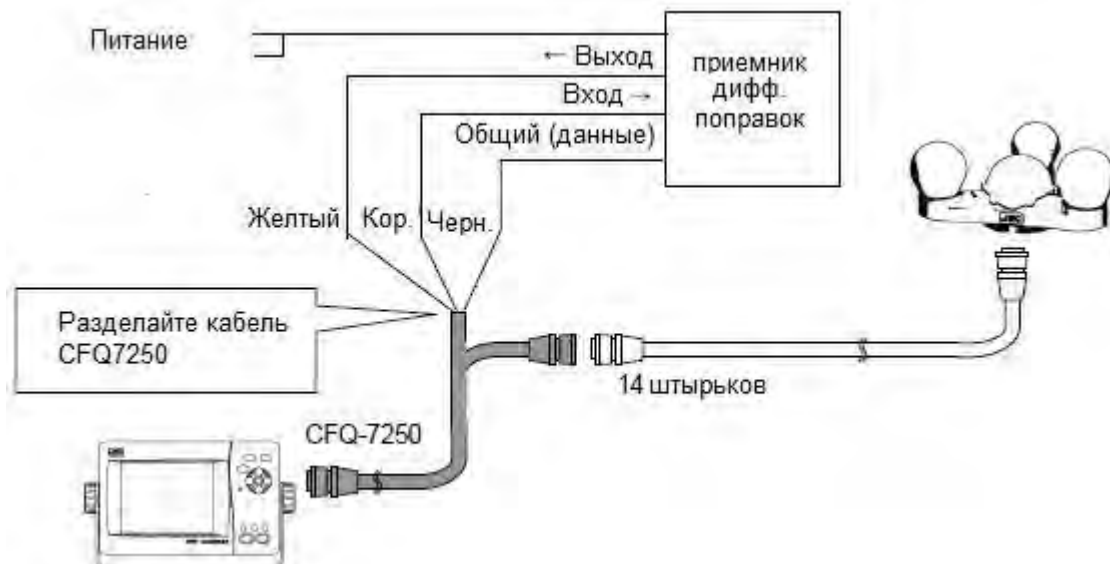 Питание
← Выход
Вход →
Общий (данные)
приемник
дифф.
поправок
Желтый
Кор.
Черн.
Разделайте кабель
CFQ7250
14 штырьков
CFQ-7250